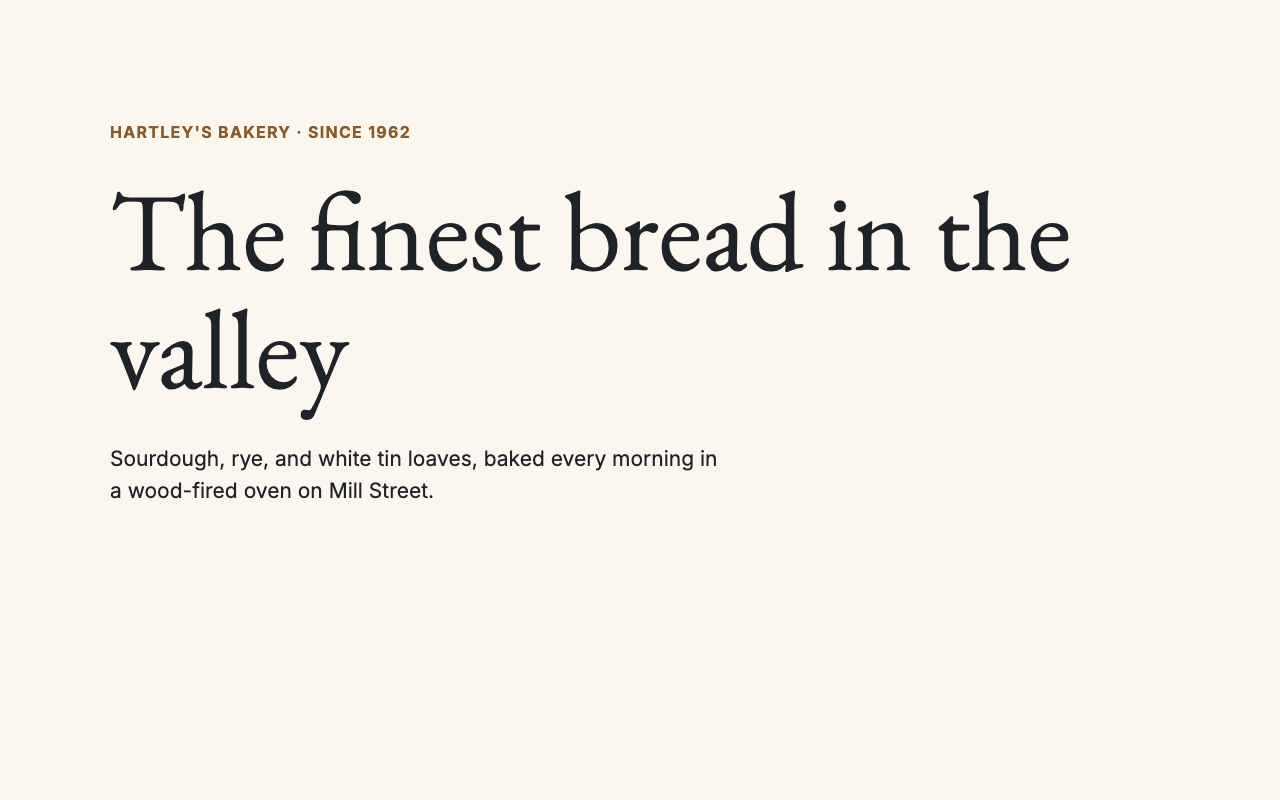 HARTLEY'S BAKERY · SINCE 1962
The finest bread in the
valley
Sourdough, rye, and white tin loaves, baked every morning in
a wood-fired oven on Mill Street.